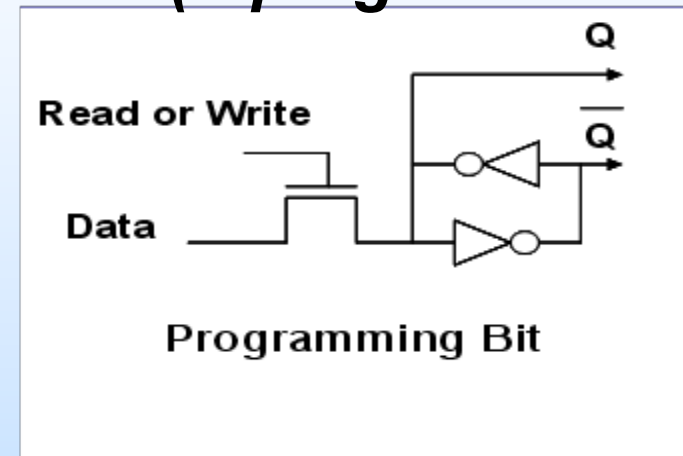 Q
Read or Write
Q̅
Data
Programming Bit